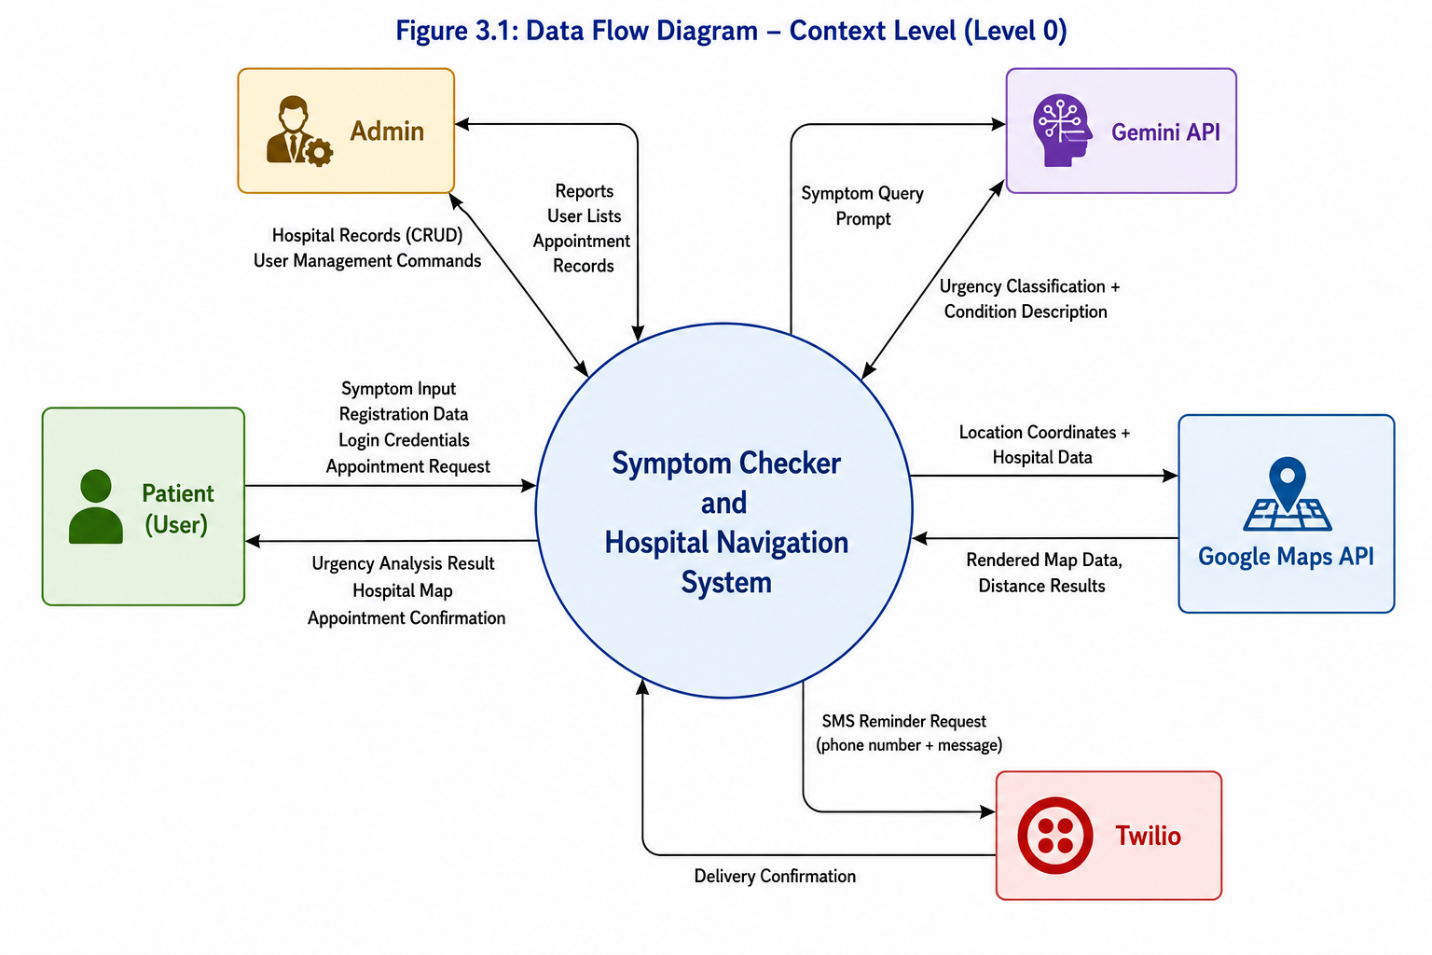 Figure 3.1: Data Flow Diagram – Context Level (Level 0)
Admin
Gemini API
Reports
User Lists
Appointment
Records
Symptom Query
Prompt
Hospital Records (CRUD)
User Management Commands
Urgency Classification +
Condition Description
Symptom Input
Registration Data
Login Credentials
Appointment Request
Location Coordinates +
Hospital Data
Patient
(User)
Symptom Checker
and
Hospital Navigation
System
Google Maps API
Urgency Analysis Result
Hospital Map
Appointment Confirmation
Rendered Map Data,
Distance Results
SMS Reminder Request
(phone number + message)
Twilio
Delivery Confirmation